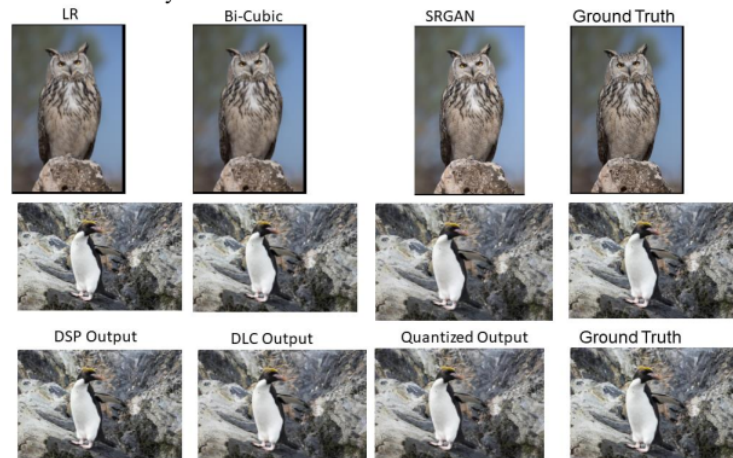 y
LR Bi-Cubic SRGAN Ground Truth
DSP Output DLC Output Quantized Output Ground Truth